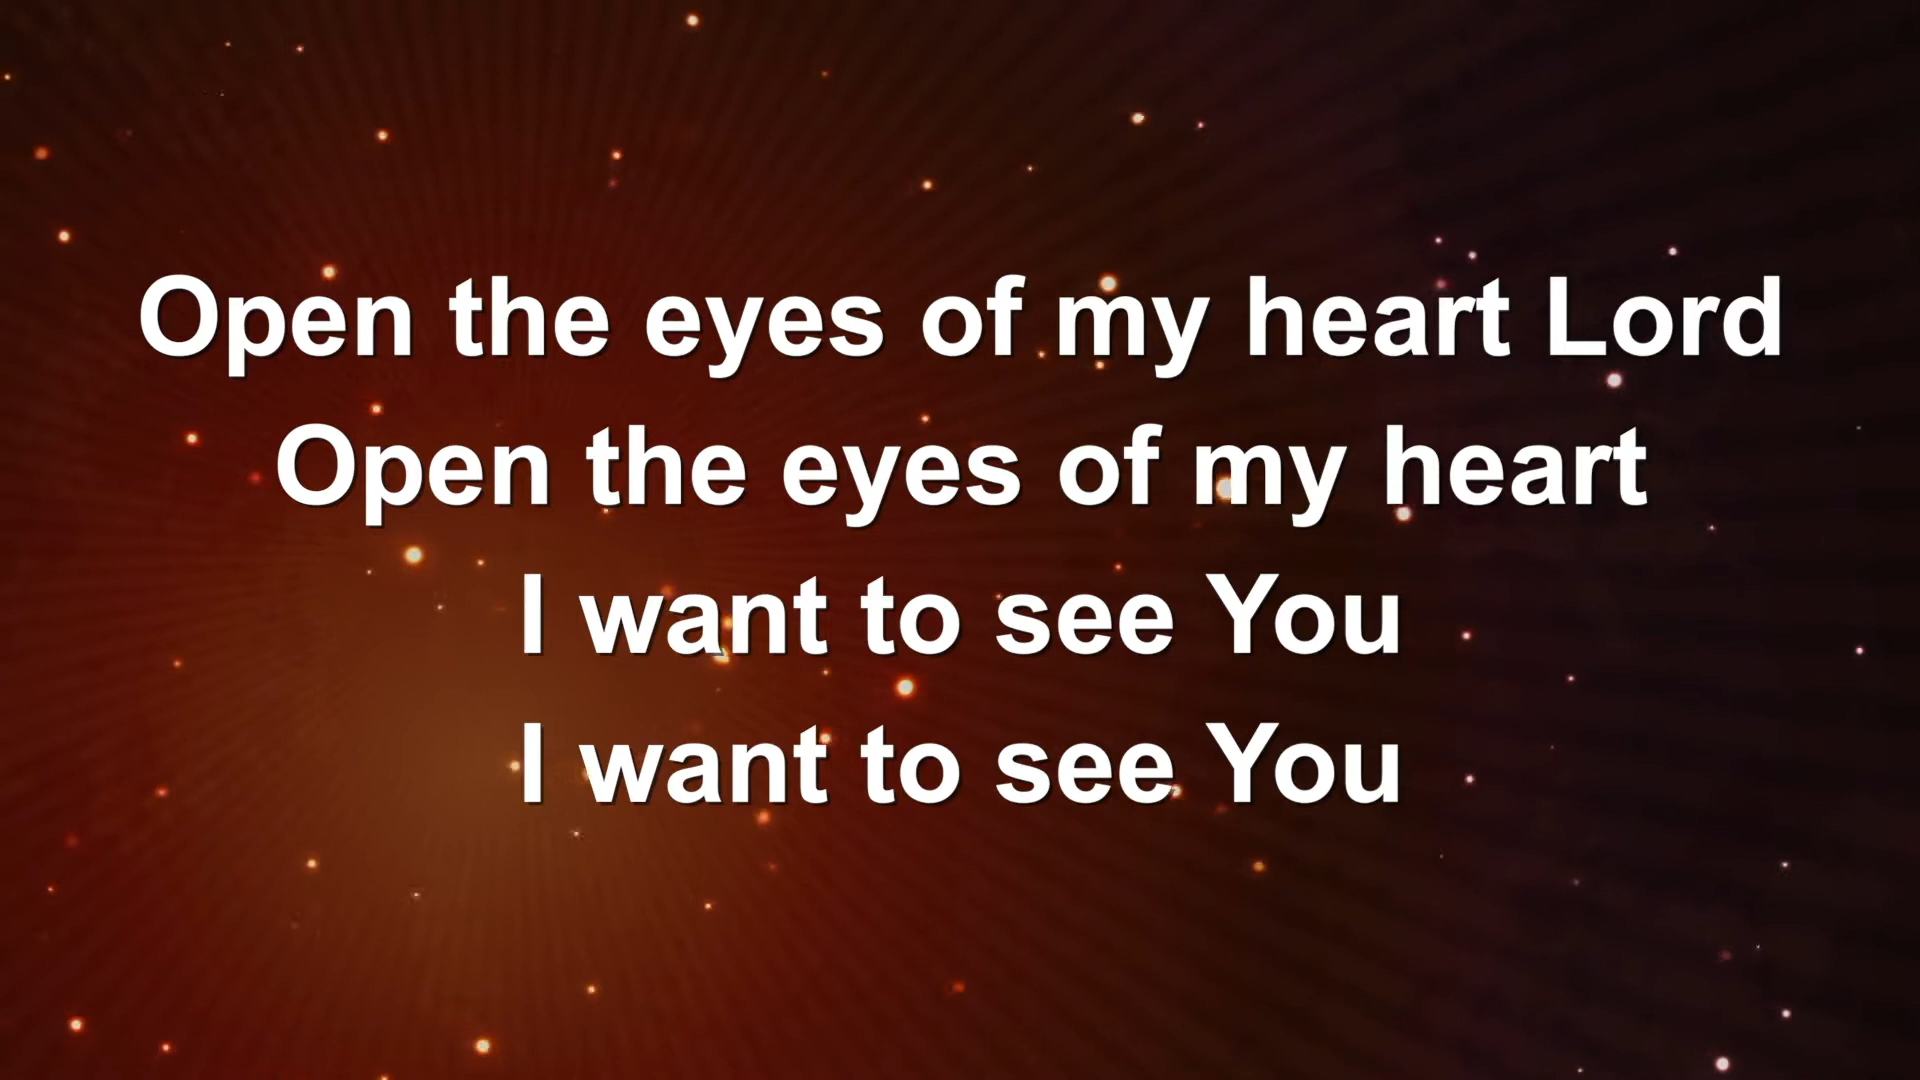 Open the eyes of my heart Lord
Open the eyes of my heart
I want to see You
I want to see You